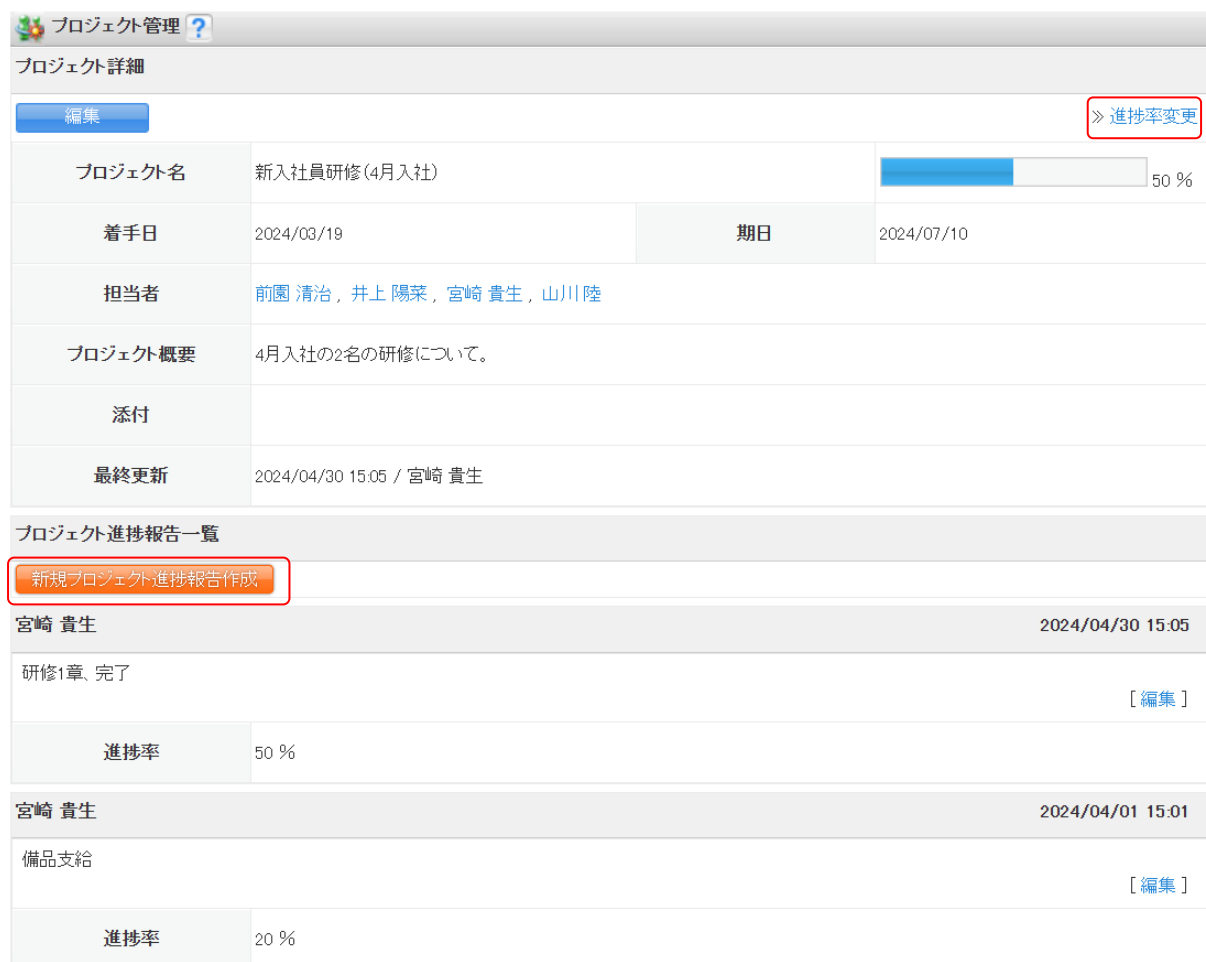 プロジェクト管理 ?
プロジェクト詳細
編集
≫ 進捗率変更
プロジェクト名 新入社員研修(4月入社) 50 %
着手日 2024/03/19 期日 2024/07/10
担当者 前園 清治 , 井上 陽菜 , 宮崎 貴生 , 山川 陸
プロジェクト概要 4月入社の2名の研修について。
添付
最終更新 2024/04/30 15:05 / 宮崎 貴生
プロジェクト進捗報告一覧
新規プロジェクト進捗報告作成
宮崎 貴生 2024/04/30 15:05
研修1章、完了
[ 編集 ]
進捗率 50 %
宮崎 貴生 2024/04/01 15:01
備品支給
[ 編集 ]
進捗率 20 %